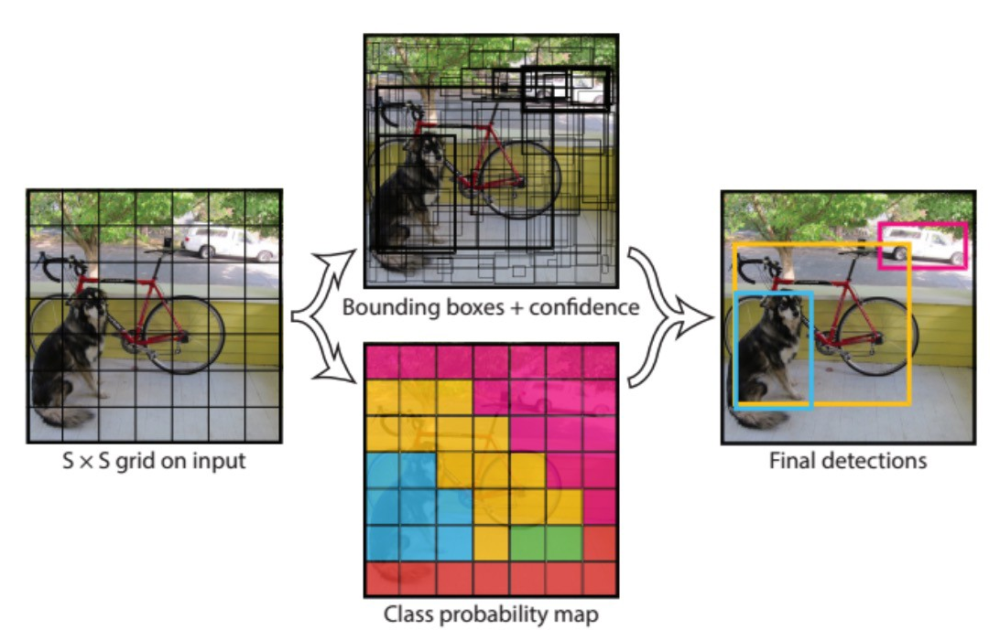 Bounding boxes + confidence
S × S grid on input
Final detections
Class probability map